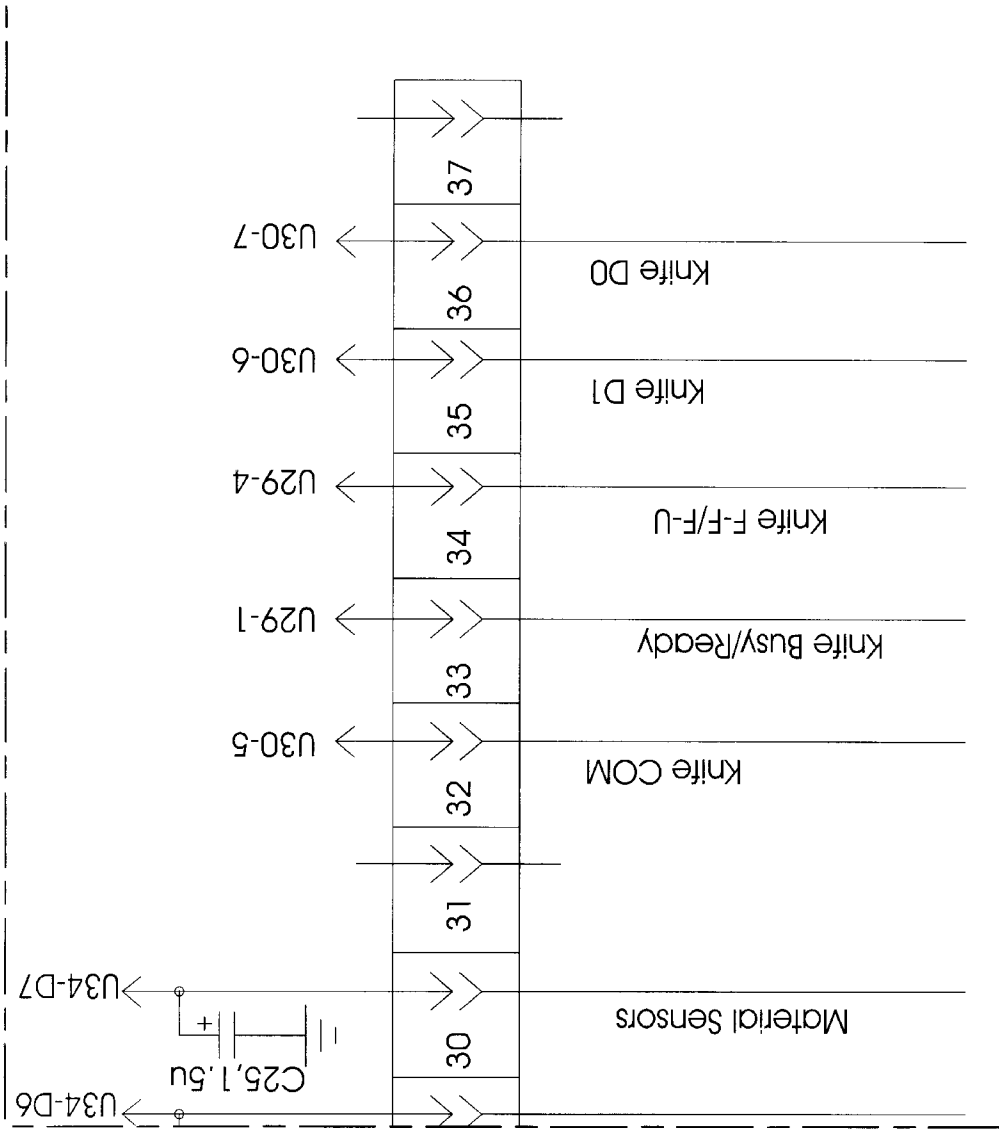 37
U30-7
Knife D0
36
U30-6
Knife D1
35
U29-4
Knife F-F/F-U
34
U29-1
Knife Busy/Ready
33
U30-5
Knife COM
32
31
U34-D7
Material Sensors
+
30
C25,1.5u
U34-D6